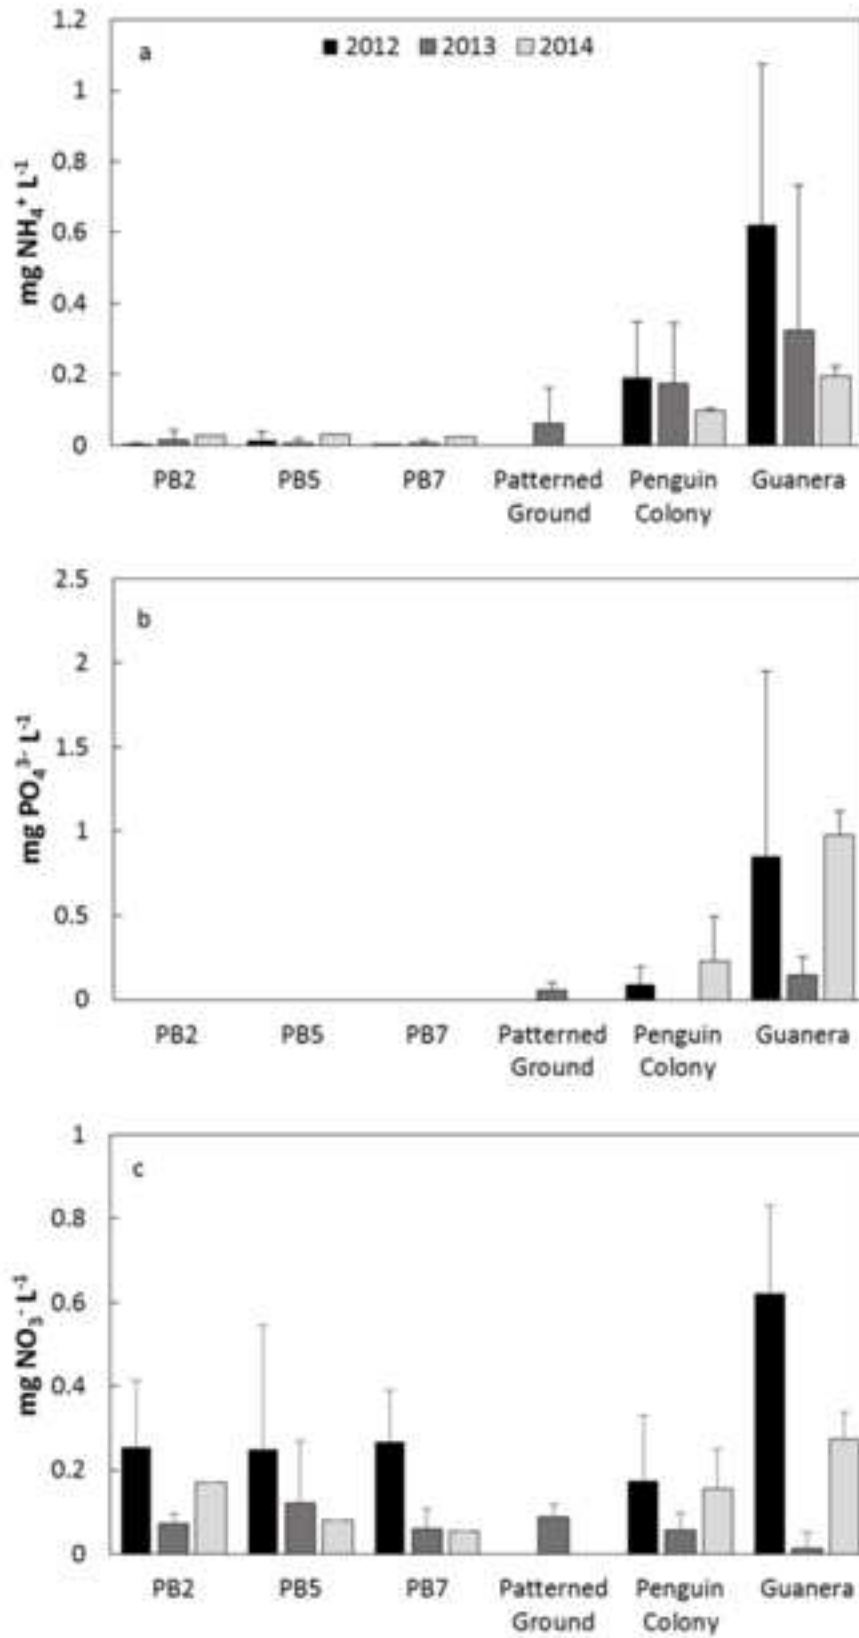 1.2
a
2012 2013 2014
1
0.8
0.6
0.4
0.2
0
mg NH₄⁺ L⁻¹
PB2 PB5 PB7 Patterned Penguin Guanera
Ground Colony
2.5
b
2
1.5
1
0.5
0
mg PO₄³⁻ L⁻¹
PB2 PB5 PB7 Patterned Penguin Guanera
Ground Colony
1
c
0.8
0.6
0.4
0.2
0
mg NO₃⁻ L⁻¹
PB2 PB5 PB7 Patterned Penguin Guanera
Ground Colony